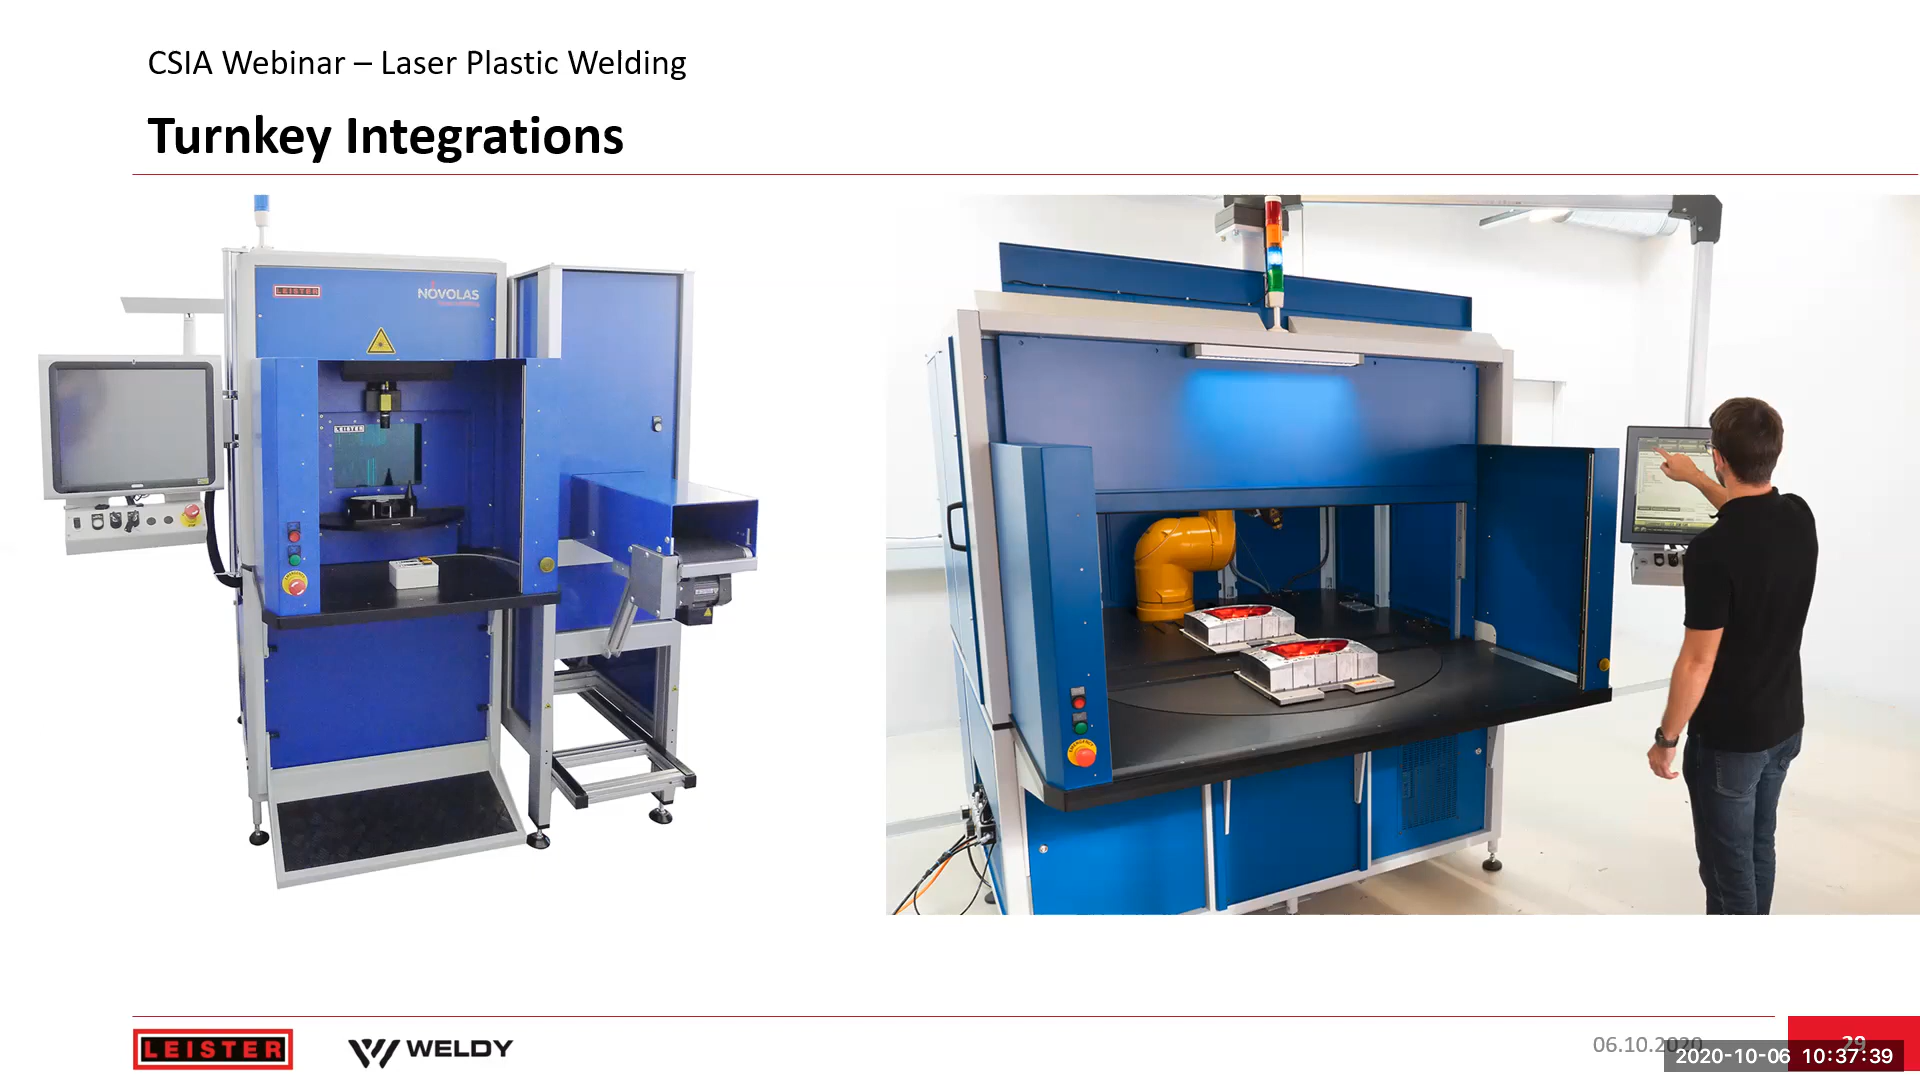 CSIA Webinar – Laser Plastic Welding
Turnkey Integrations
LEISTER
NOVOLAS
LEISTER
LEISTER
WELDY
06.10.2020
29
2020-10-06 10:37:39